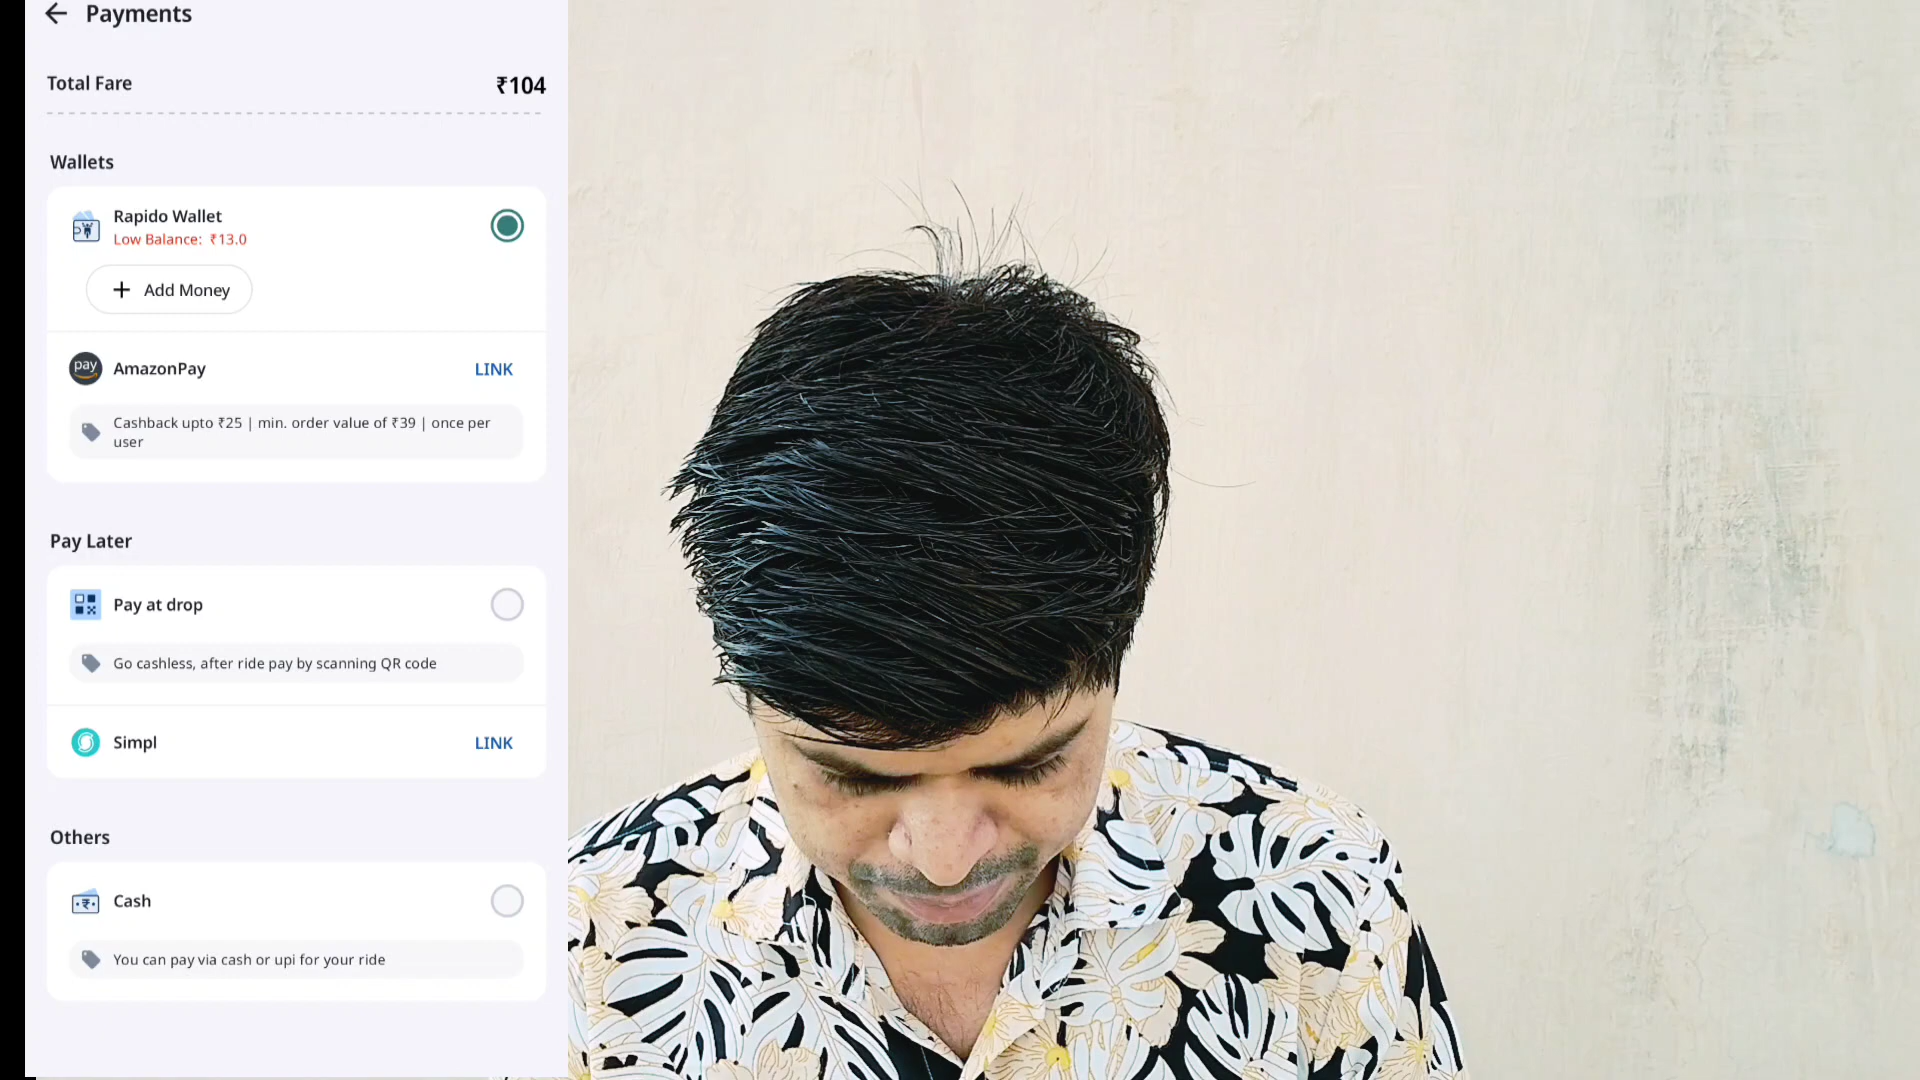 Payments
Total Fare
₹104
Wallets
Rapido Wallet
Low Balance: ₹13.0
+ Add Money
pay
AmazonPay
LINK
Cashback upto ₹25 | min. order value of ₹39 | once per
user
Pay Later
Pay at drop
Go cashless, after ride pay by scanning QR code
Simpl
LINK
Others
Cash
You can pay via cash or upi for your ride